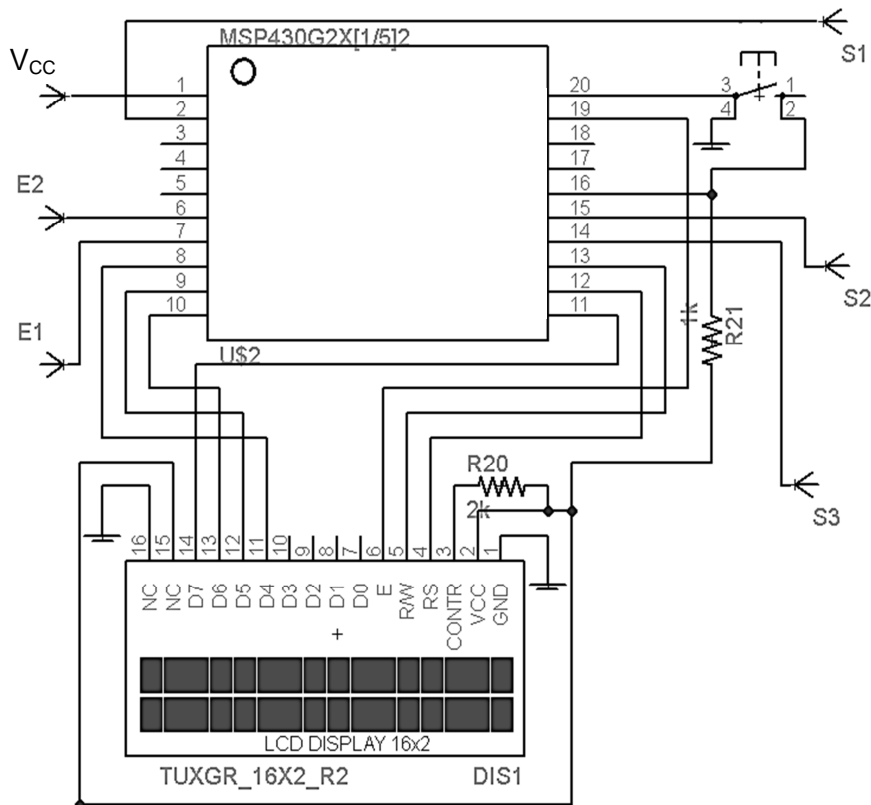 MSP430G2X[1/5]2
S1
VCC
1 20 3 1
2 19 4 2
3 18
4 17
5 16
E2
6 15
7 14
8 13
9 12
10 11
S2
1k
R21
E1
U$2
R20
2k
S3
16 15 14 13 12 11 10 9 8 7 6 5 4 3 2 1
NC NC D7 D6 D5 D4 D3 D2 D1 D0 E R/W RS CONTR VCC GND
+
LCD DISPLAY 16x2
TUXGR_16X2_R2 DIS1